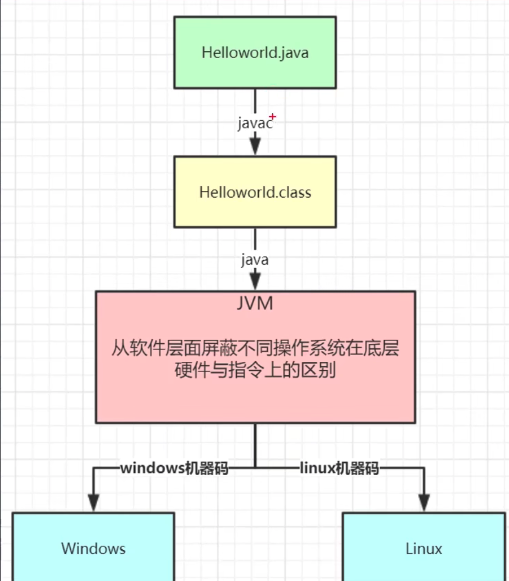 Helloworld.java
javac
Helloworld.class
java
JVM
从软件层面屏蔽不同操作系统在底层
硬件与指令上的区别
windows机器码
linux机器码
Windows
Linux